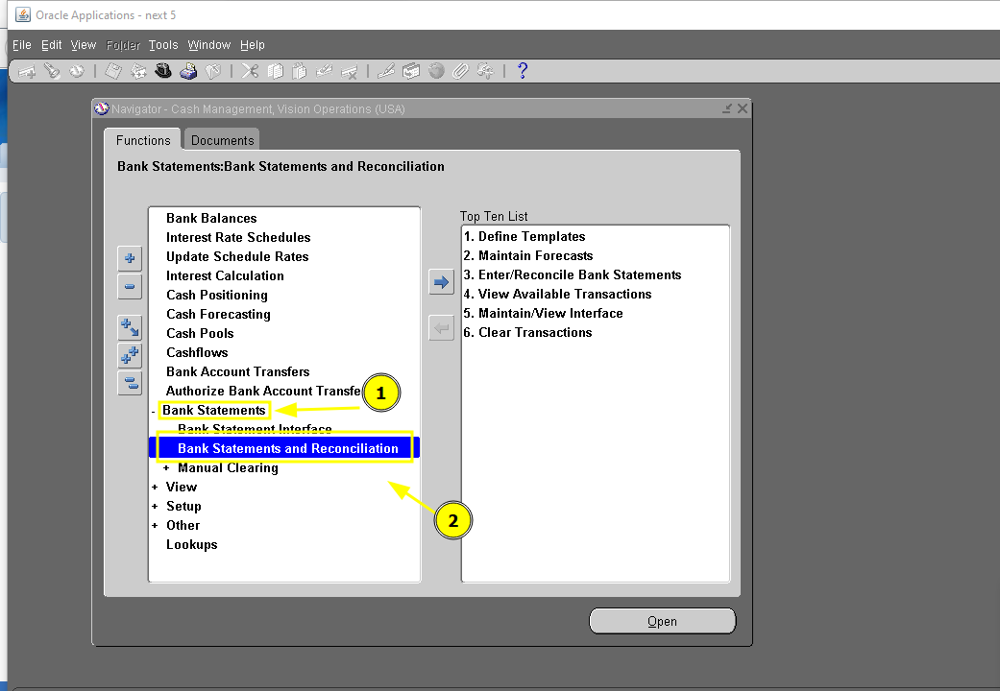 Oracle Applications - next 5
File Edit View Folder Tools Window Help
Navigator - Cash Management, Vision Operations (USA)
Functions Documents
Bank Statements:Bank Statements and Reconciliation
Bank Balances
Interest Rate Schedules
Update Schedule Rates
Interest Calculation
Cash Positioning
Cash Forecasting
Cash Pools
Cashflows
Bank Account Transfers
Authorize Bank Account Transfe
- Bank Statements
Bank Statement Interface
Bank Statements and Reconciliation
+ Manual Clearing
+ View
+ Setup
+ Other
Lookups
1
2
Top Ten List
1. Define Templates
2. Maintain Forecasts
3. Enter/Reconcile Bank Statements
4. View Available Transactions
5. Maintain/View Interface
6. Clear Transactions
Open